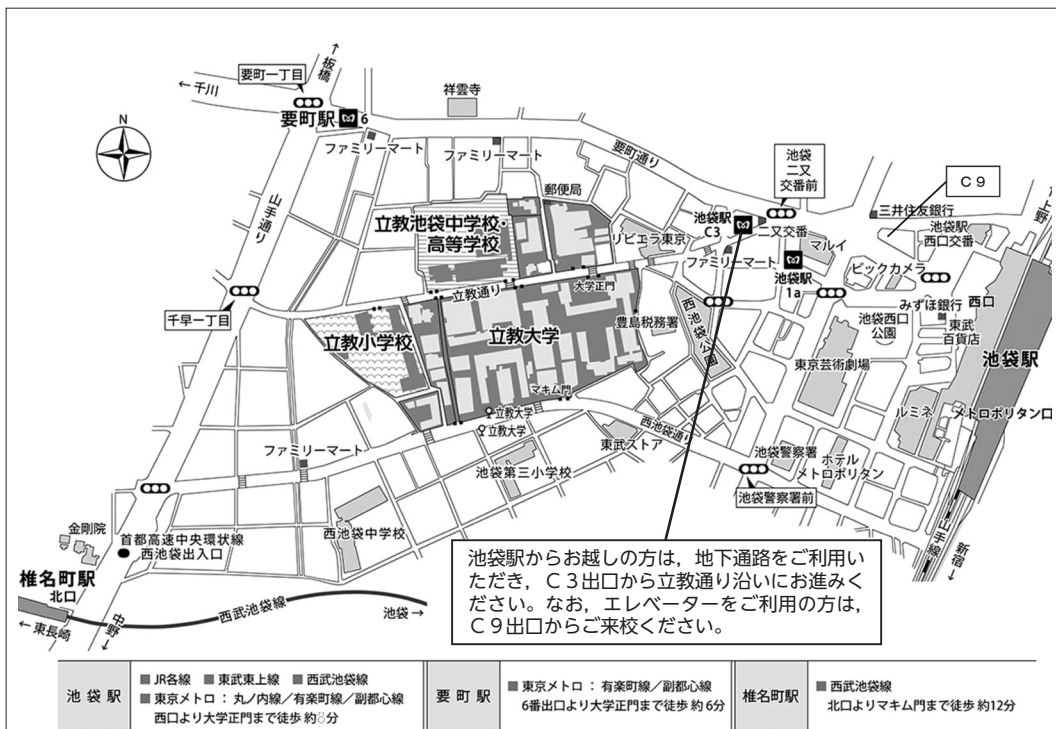 N
要町一丁目
↑板橋
←千川
要町駅 6
祥雲寺
ファミリーマート
ファミリーマート
要町通り
山手通り
池袋
二又
交番前
C9
三井住友銀行
上野→
郵便局
池袋駅
C3
二又交番
池袋駅
西口交番
立教池袋中学校・
高等学校
リビエラ東京
ファミリーマート
マルイ
ビックカメラ
池袋駅
1a
立教通り
大学正門
千早一丁目
みずほ銀行
西口
立教小学校
立教大学
豊島税務署
西池袋公園
池袋西口
公園
東武
百貨店
東京芸術劇場
池袋駅
マキム門
立教大学
立教大学
西池袋通り
ルミネ
メトロポリタン口
ファミリーマート
東武ストア
池袋第三小学校
池袋警察署
ホテル
メトロポリタン
池袋警察署前
西池袋中学校
金剛院
首都高速中央環状線
西池袋出入口
山手線
新宿→
椎名町駅
北口
西武池袋線
池袋→
←東長崎
中野→
池袋駅からお越しの方は，地下通路をご利用い
ただき，C３出口から立教通り沿いにお進みく
ださい。なお，エレベーターをご利用の方は，
C９出口からご来校ください。
池袋駅
■JR各線 ■東武東上線 ■西武池袋線
■東京メトロ：丸ノ内線／有楽町線／副都心線
西口より大学正門まで徒歩 約8分
要町駅
■東京メトロ：有楽町線／副都心線
6番出口より大学正門まで徒歩 約6分
椎名町駅
■西武池袋線
北口よりマキム門まで徒歩 約12分